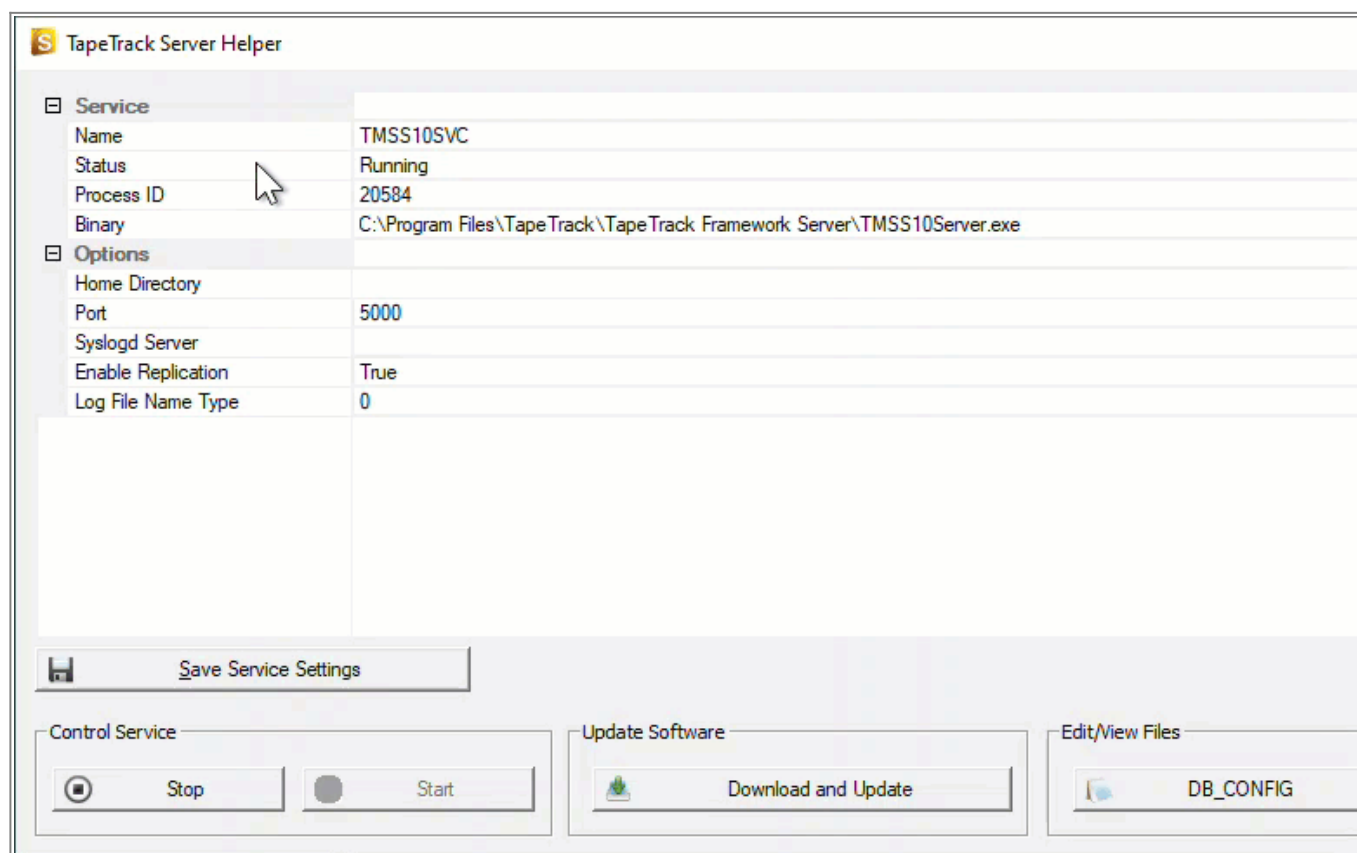 TapeTrack Server Helper
Service
Name TMSS10SVC
Status Running
Process ID 20584
Binary C:\Program Files\TapeTrack\TapeTrack Framework Server\TMSS10Server.exe
Options
Home Directory
Port 5000
Syslogd Server
Enable Replication True
Log File Name Type 0
Save Service Settings
Control Service Update Software Edit/View Files
Stop Start Download and Update DB_CONFIG